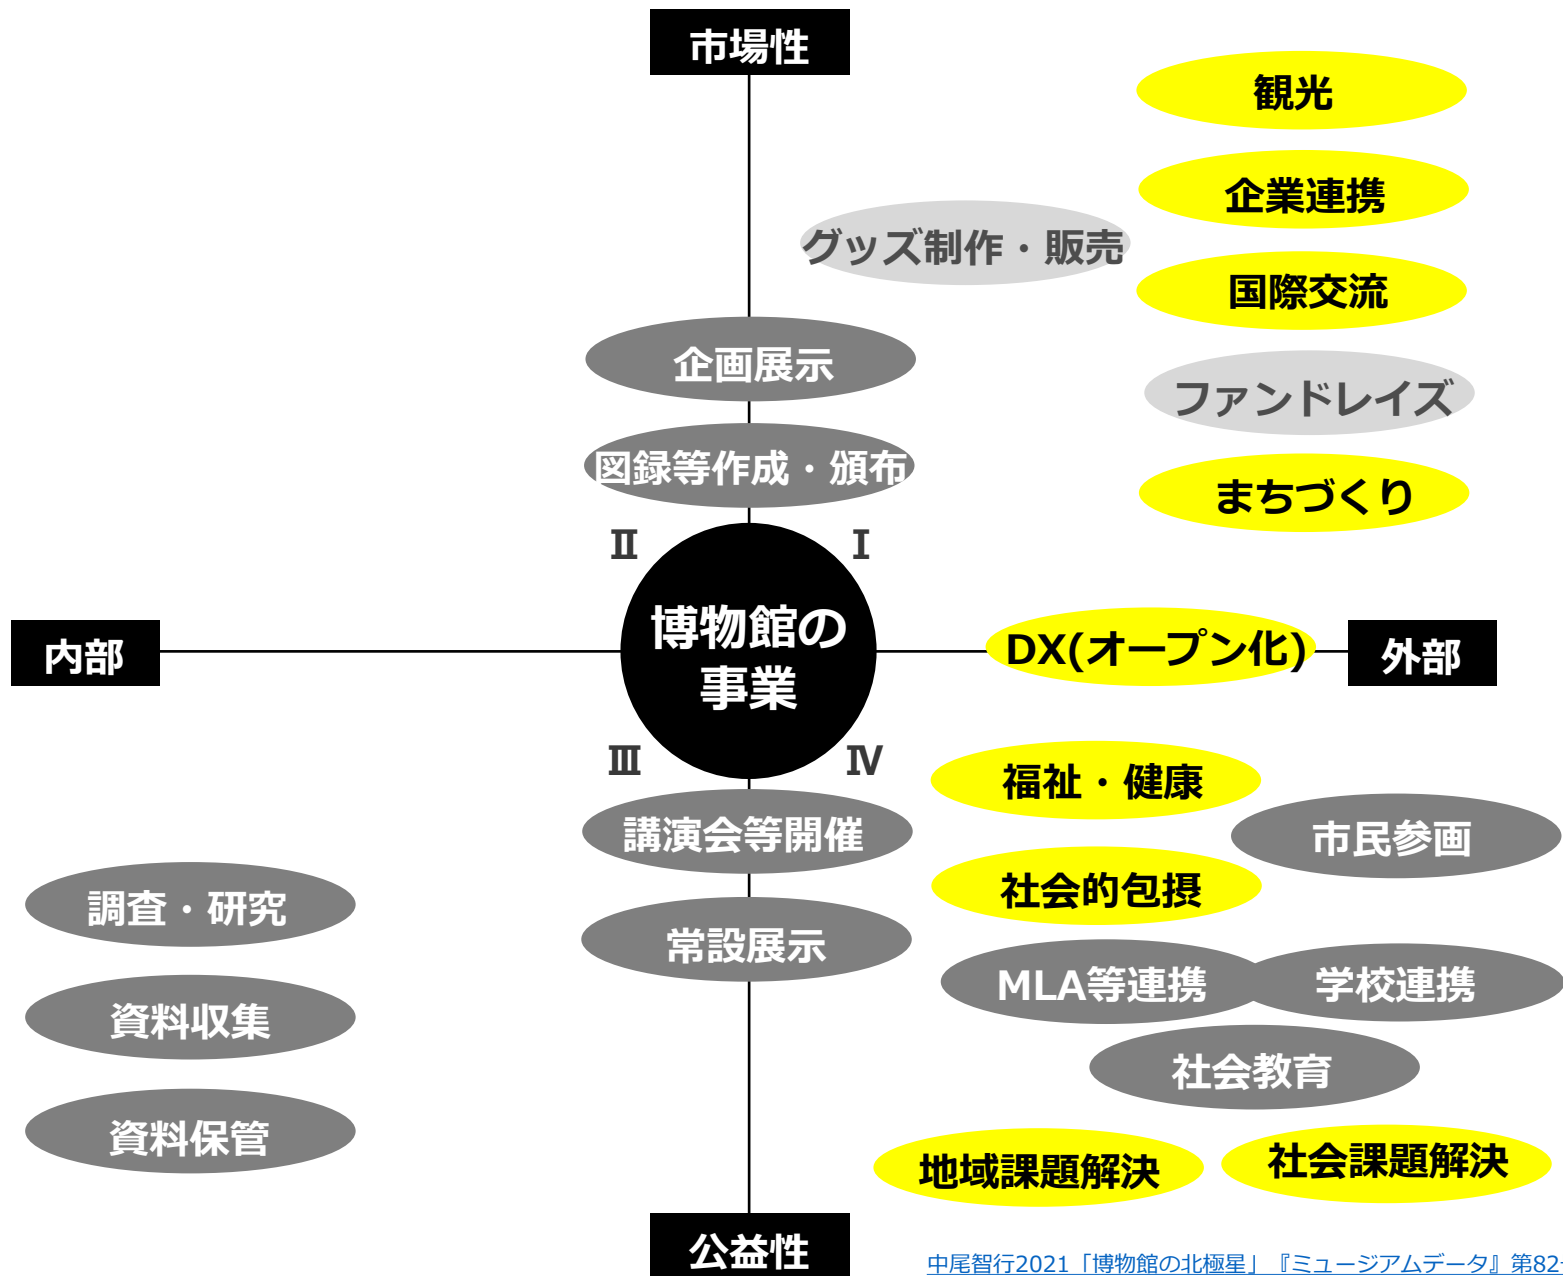 市場性
観光
企業連携
グッズ制作・販売
国際交流
企画展示
ファンドレイズ
図録等作成・頒布
まちづくり
Ⅱ
Ⅰ
博物館の
事業
内部
DX(オープン化)
外部
Ⅲ
Ⅳ
福祉・健康
講演会等開催
市民参画
調査・研究
社会的包摂
常設展示
MLA等連携
学校連携
資料収集
社会教育
資料保管
地域課題解決
社会課題解決
公益性
中尾智行2021「博物館の北極星」『ミュージアムデータ』第82